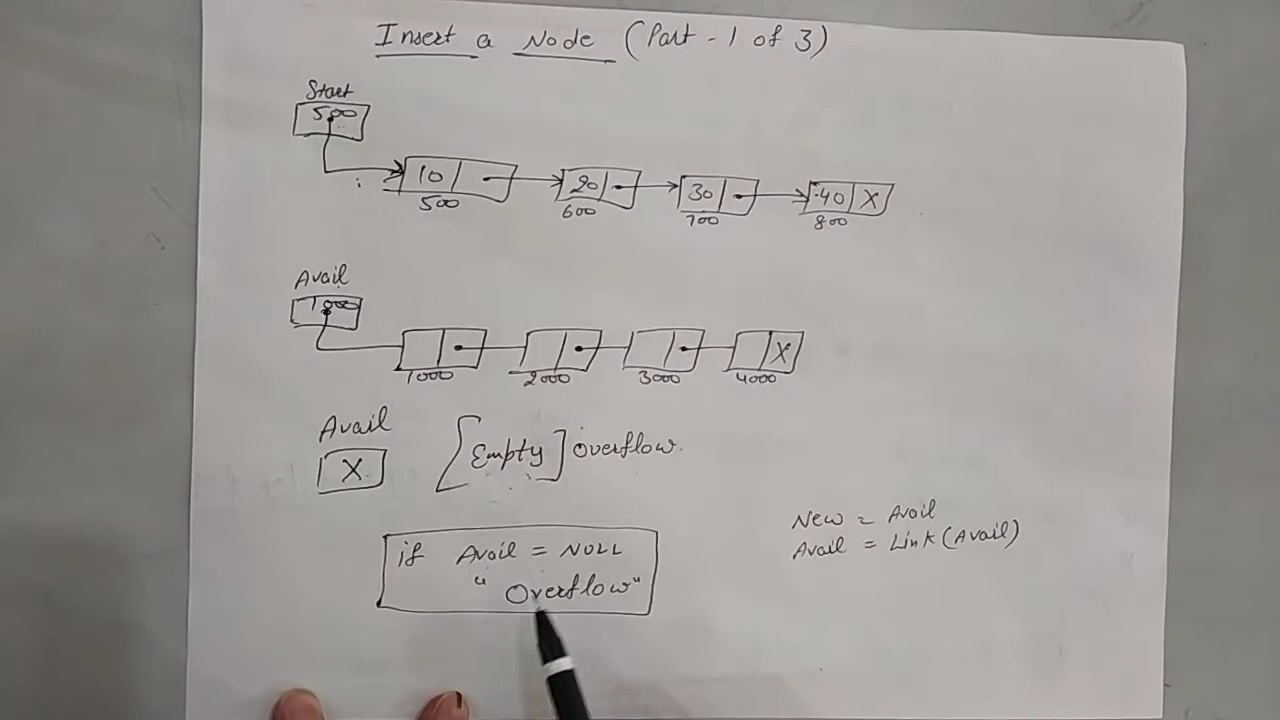 Insert a Node (Part - 1 of 3)
Start
500
10 20 30 40 X
500 600 700 800
Avail
1000
X
1000 2000 3000 4000
Avail
X [Empty] Overflow.
New = Avail
Avail = Link (Avail)
if Avail = NULL
" Overflow"